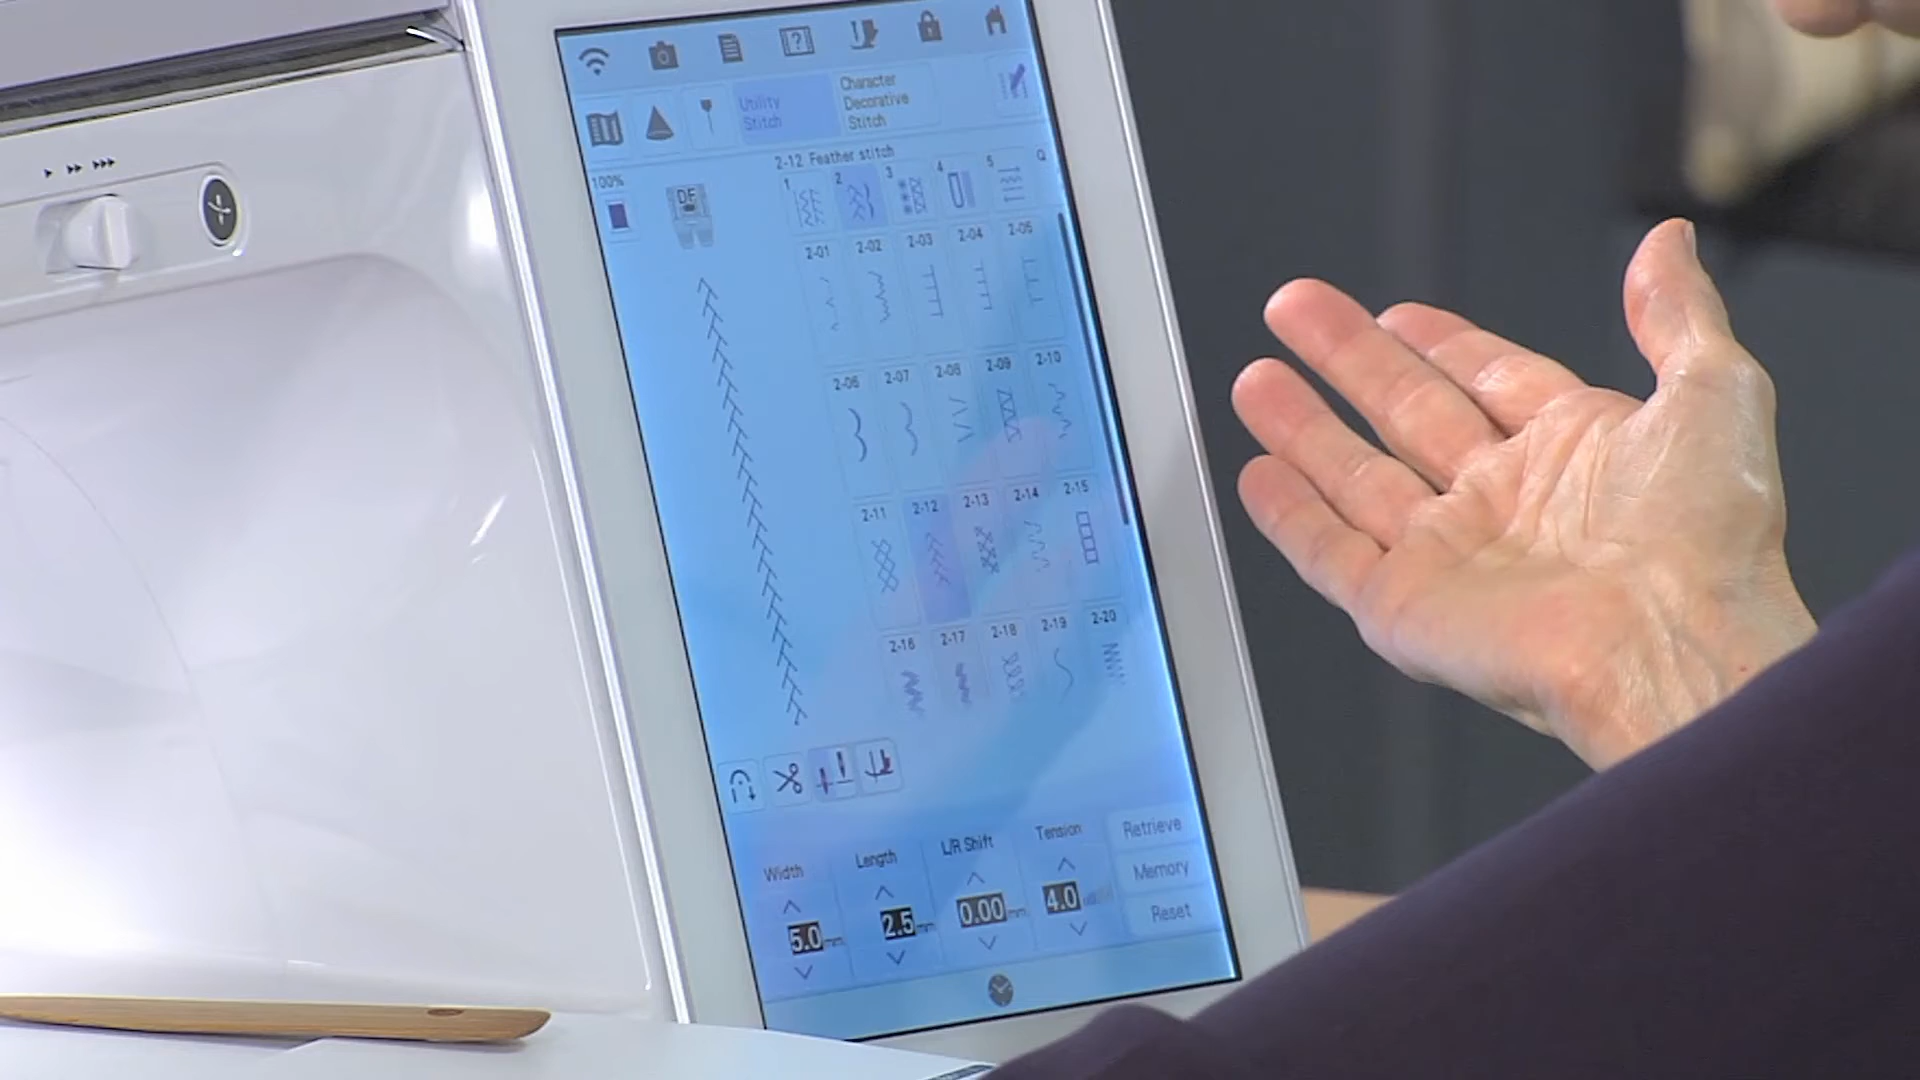 Utility
Stitch
Character
Decorative
Stitch
2-12 Feather stitch
100%
DF
1 2 3 4 5 Q
2-01 2-02 2-03 2-04 2-05
2-06 2-07 2-08 2-09 2-10
2-11 2-12 2-13 2-14 2-15
2-16 2-17 2-18 2-19 2-20
Width Length L/R Shift Tension
5.0 mm 2.5 mm 0.00 mm 4.0
Retrieve
Memory
Reset